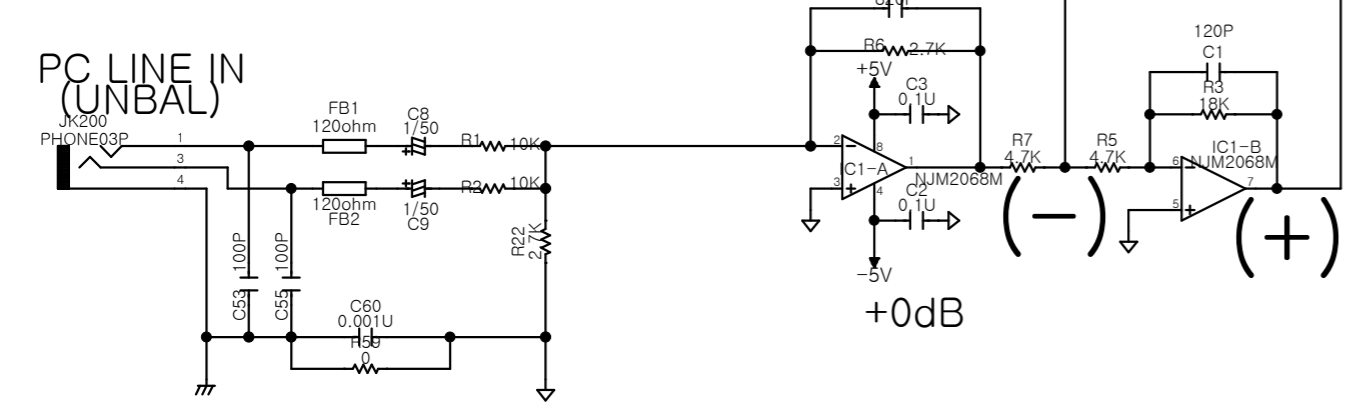 PC LINE IN
(UNBAL)
JK200
PHONE03P
1
3
4
FB1
120ohm
C8
1/50
R1
10K
120ohm
FB2
1/50
C9
R2
10K
R22
2.7K
C53
100P
C55
100P
C60
0.001U
R59
0
R6
2.7K
+5V
C3
0.1U
2
3
8
1
4
IC1-A
NJM2068M
C2
0.1U
-5V
+0dB
R7
4.7K
R5
4.7K
(-)
120P
C1
R3
18K
IC1-B
NJM2068M
6
5
7
(+)